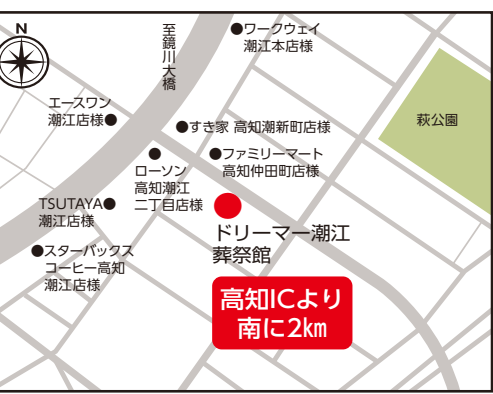 N
至鏡川大橋
●ワークウェイ
潮江本店様
エースワン
潮江店様●
●すき家 高知潮新町店様
萩公園
●ファミリーマート
高知仲田町店様
●
ローソン
高知潮江
二丁目店様
TSUTAYA●
潮江店様
ドリーマー潮江
葬祭館
●スターバックス
コーヒー高知
潮江店様
高知ICより
南に2㎞